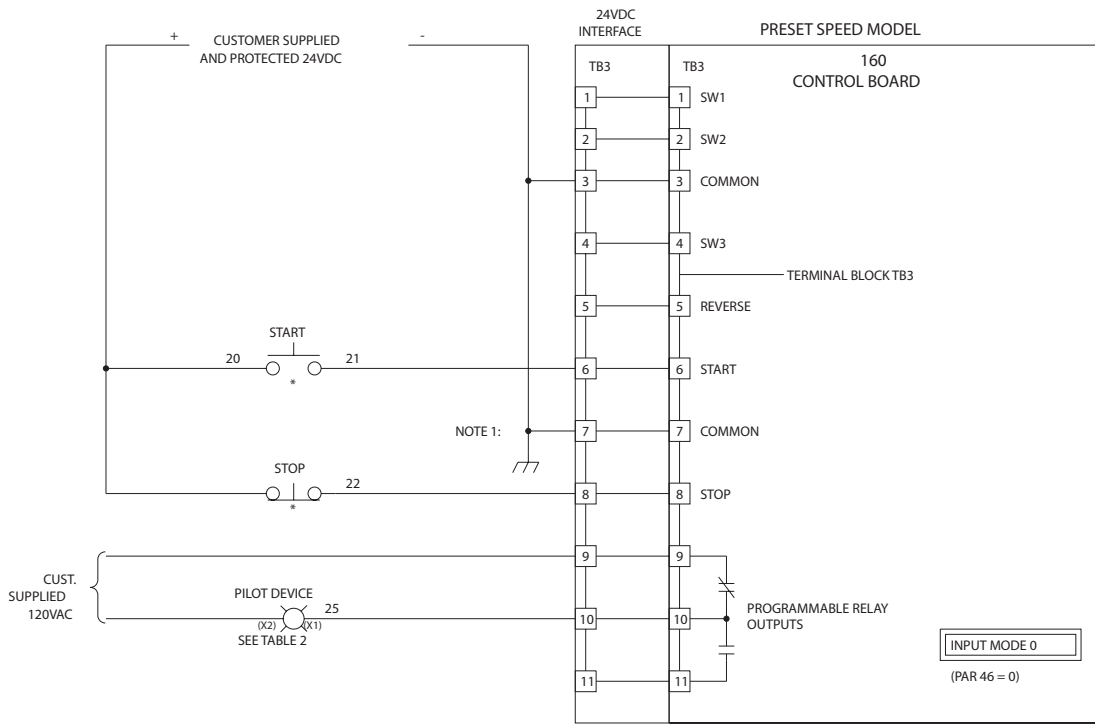 24VDC
INTERFACE
PRESET SPEED MODEL
+
CUSTOMER SUPPLIED
AND PROTECTED 24VDC
-
TB3
TB3
160
CONTROL BOARD
1 1 SW1
2 2 SW2
3 3 COMMON
4 4 SW3
TERMINAL BLOCK TB3
5 5 REVERSE
START
20 21
*
6 6 START
NOTE 1:
7 7 COMMON
STOP
22
*
8 8 STOP
9 9
CUST.
SUPPLIED
120VAC
PILOT DEVICE
25
(X2) (X1)
SEE TABLE 2
10 10
PROGRAMMABLE RELAY
OUTPUTS
11 11
INPUT MODE 0
(PAR 46 = 0)